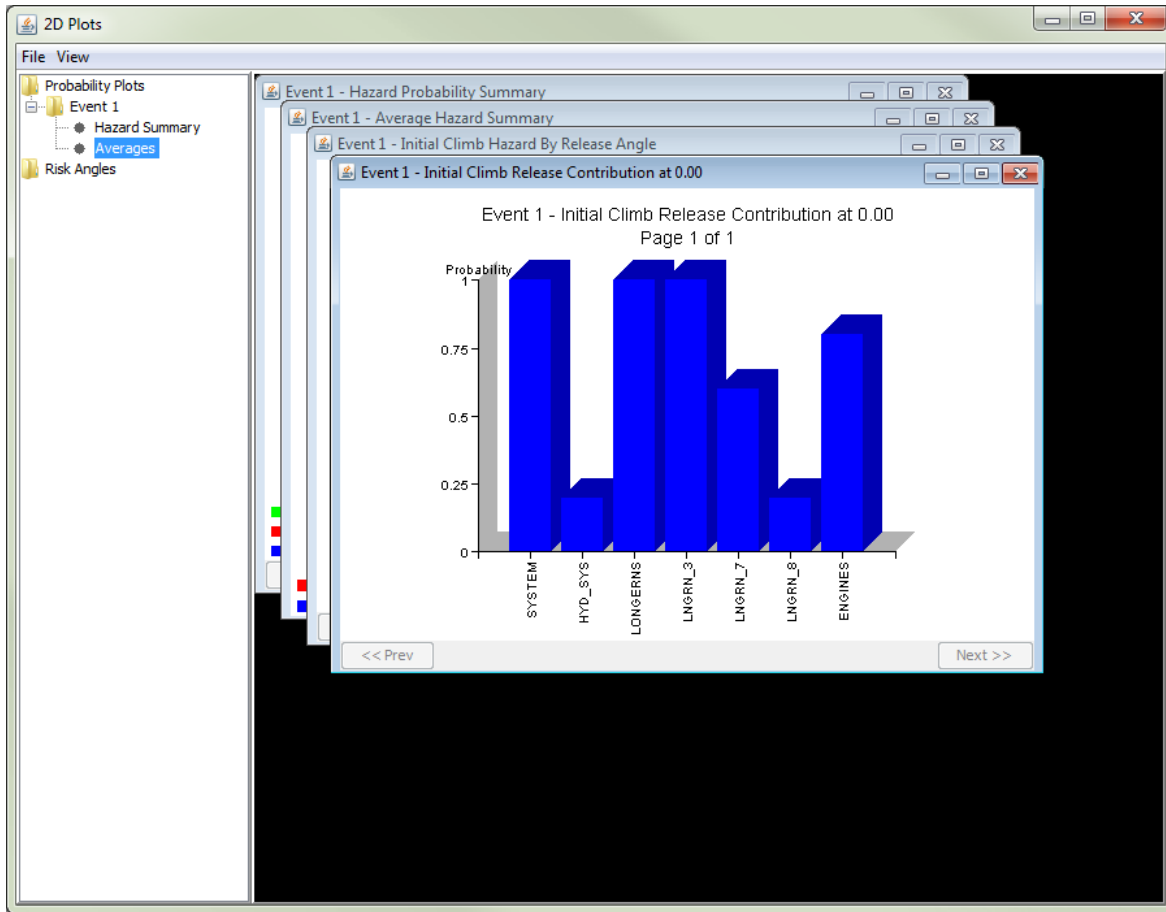 2D Plots
File View
Probability Plots
Event 1
Hazard Summary
Averages
Risk Angles
Event 1 - Hazard Probability Summary
Event 1 - Average Hazard Summary
Event 1 - Initial Climb Hazard By Release Angle
Event 1 - Initial Climb Release Contribution at 0.00
Event 1 - Initial Climb Release Contribution at 0.00
Page 1 of 1
Probability
1
0.75
0.5
0.25
0
SYSTEM
HYD_SYS
LONGERNS
LNGRN_3
LNGRN_7
LNGRN_8
ENGINES
<< Prev
Next >>